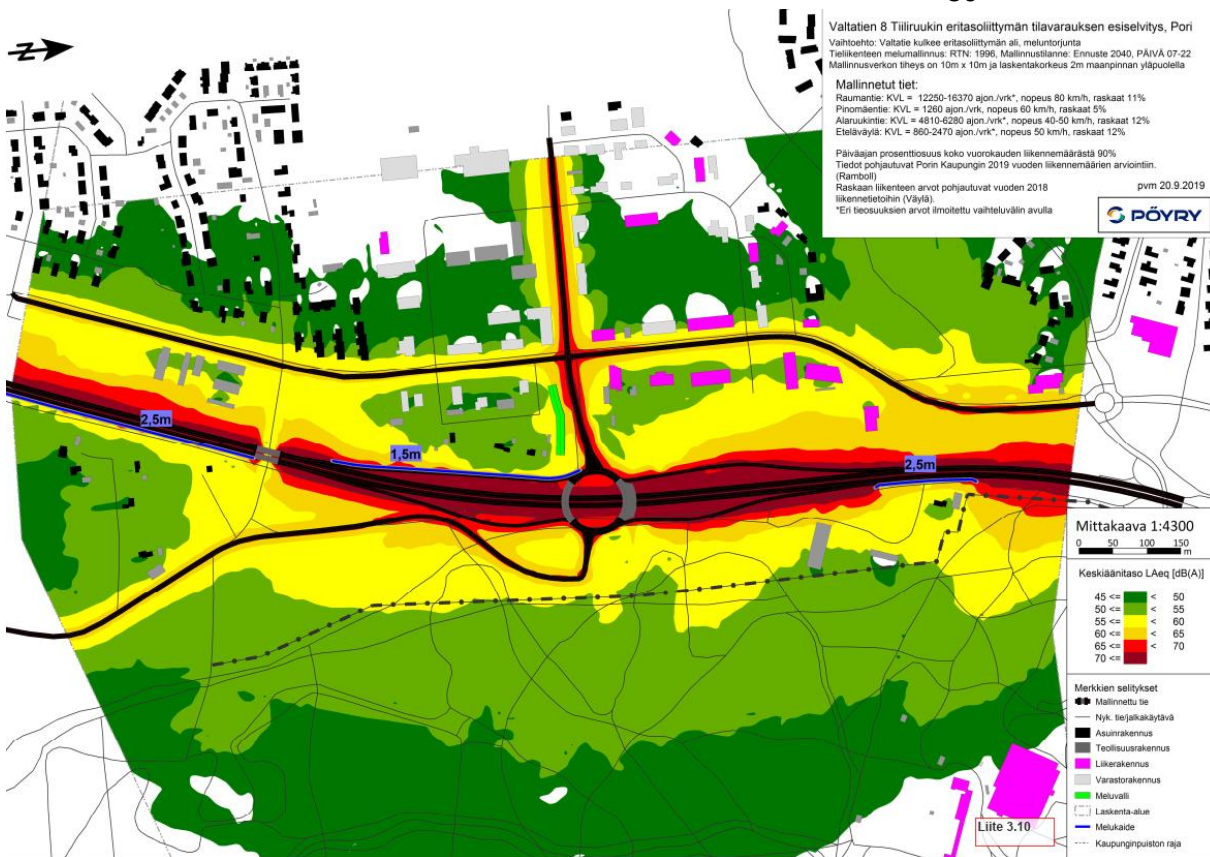 Valtatien 8 Tiiliruukin eritasoliittymän tilavarauksen esiselvitys, Pori
Vaihtoehto: Valtatie kulkee eritasoliittymän ali, meluntorjunta
Tieliikenteen melumallinnus: RTN: 1996, Mallinnustilanne: Ennuste 2040, PÄIVÄ 07-22
Mallinnusverkon tiheys on 10m x 10m ja laskentakorkeus 2m maanpinnan yläpuolella
Mallinnetut tiet:
Raumantie: KVL = 12250-16370 ajon./vrk*, nopeus 80 km/h, raskaat 11%
Pinomäentie: KVL = 1260 ajon./vrk, nopeus 60 km/h, raskaat 5%
Alaruukintie: KVL = 4810-6280 ajon./vrk*, nopeus 40-50 km/h, raskaat 12%
Eteläväylä: KVL = 860-2470 ajon./vrk*, nopeus 50 km/h, raskaat 12%
Päiväajan prosenttiosuus koko vuorokauden liikennemäärästä 90%
Tiedot pohjautuvat Porin Kaupungin 2019 vuoden liikennemäärien arviointiin.
(Ramboll)
Raskaan liikenteen arvot pohjautuvat vuoden 2018
liikennetietoihin (Väylä).
pvm 20.9.2019
*Eri tieosuuksien arvot ilmoitettu vaihteluvälin avulla
PÖYRY
N
2,5m
1,5m
2,5m
Mittakaava 1:4300
0 50 100 150
m
Keskiäänitaso LAeq [dB(A)]
45 <= < 50
50 <= < 55
55 <= < 60
60 <= < 65
65 <= < 70
70 <=
Merkkien selitykset
Mallinnettu tie
Nyk. tie/jalkakäytävä
Asuinrakennus
Teollisuusrakennus
Liikerakennus
Varastorakennus
Meluvalli
Laskenta-alue
Melukaide
Kaupunginpuiston raja
Liite 3.10